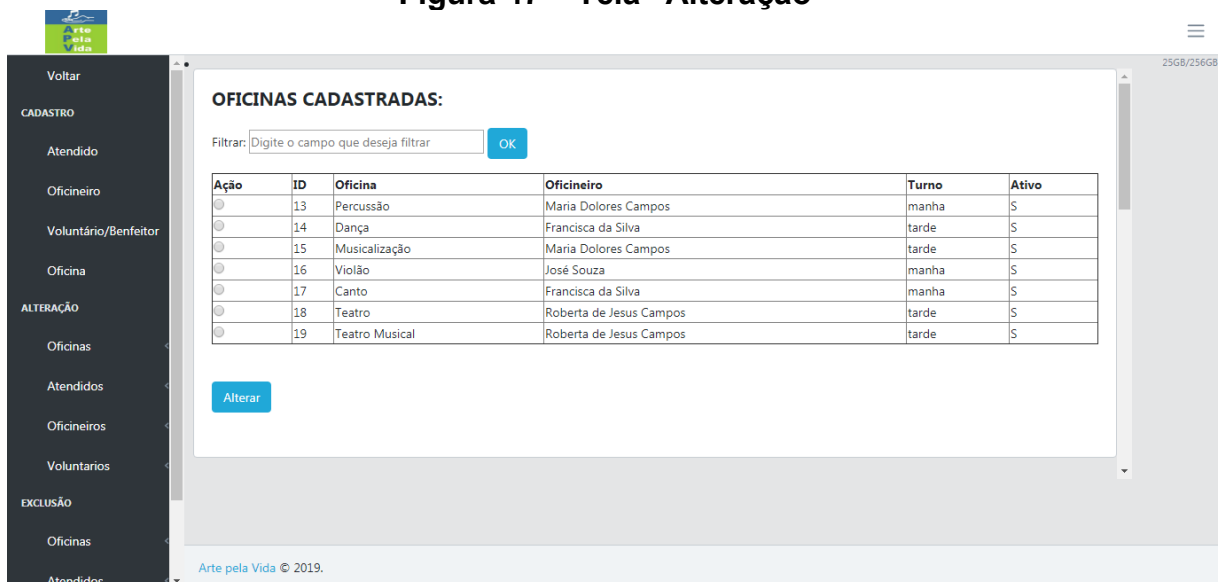 Arte
Pela
Vida
25GB/256GB
Voltar
CADASTRO
Atendido
Oficineiro
Voluntário/Benfeitor
Oficina
ALTERAÇÃO
Oficinas
Atendidos
Oficineiros
Voluntarios
EXCLUSÃO
Oficinas
Atendidos
OFICINAS CADASTRADAS:
Filtrar: Digite o campo que deseja filtrar OK
Ação ID Oficina Oficineiro Turno Ativo
13 Percussão Maria Dolores Campos manha S
14 Dança Francisca da Silva tarde S
15 Musicalização Maria Dolores Campos tarde S
16 Violão José Souza manha S
17 Canto Francisca da Silva manha S
18 Teatro Roberta de Jesus Campos tarde S
19 Teatro Musical Roberta de Jesus Campos tarde S
Alterar
Arte pela Vida © 2019.